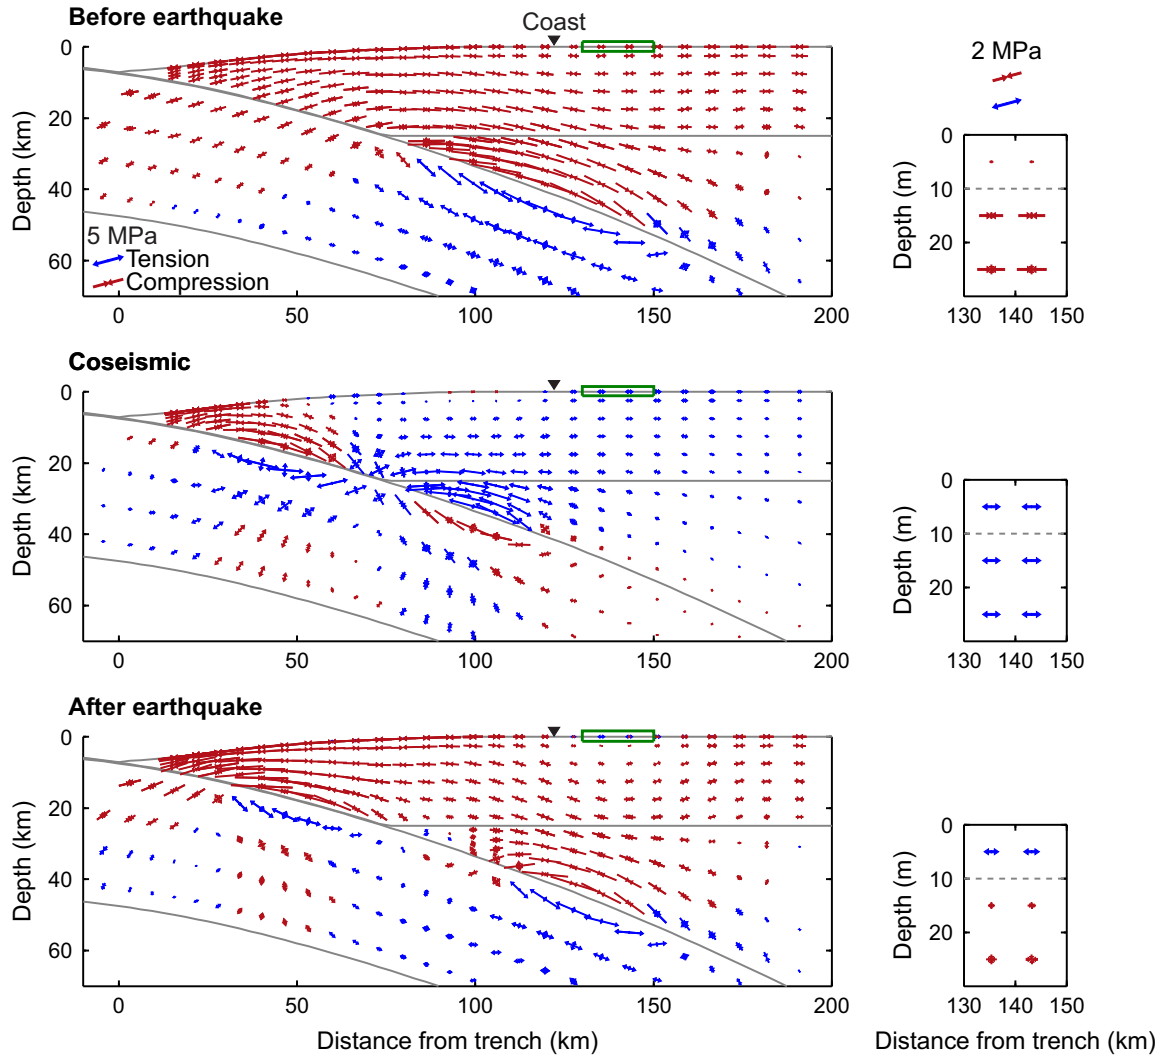 Before earthquake
Coast
2 MPa
0
20
40
60
Depth (km)
5 MPa
Tension
Compression
0
50
100
150
200
0
10
20
Depth (m)
130
140
150
Coseismic
0
20
40
60
Depth (km)
0
50
100
150
200
0
10
20
Depth (m)
130
140
150
After earthquake
0
20
40
60
Depth (km)
0
50
100
150
200
Distance from trench (km)
0
10
20
Depth (m)
130
140
150
Distance from trench (km)